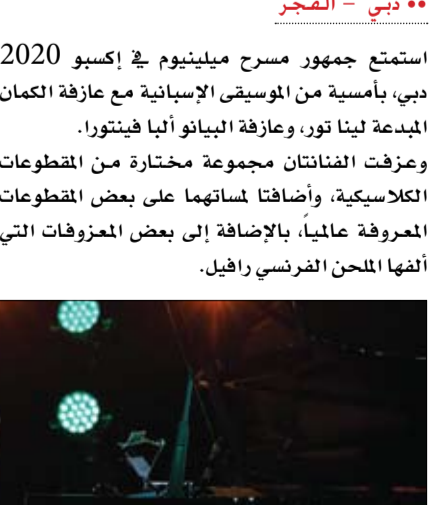 •• دبي – الفجر
استمتع جمهور مسرح ميلينيوم في إكسبو 2020
دبي، بأمسية من الموسيقى الإسبانية مع عازفة الكمان
المبدعة لينا تور، وعازفة البيانو ألبا فينتورا.
وعزفت الفنانتان مجموعة مختارة من المقطوعات
الكلاسيكية، وأضافتا لمساتهما على بعض المقطوعات
المعروفة عالمياً، بالإضافة إلى بعض المعزوفات التي
ألفها الملحن الفرنسي رافيل.